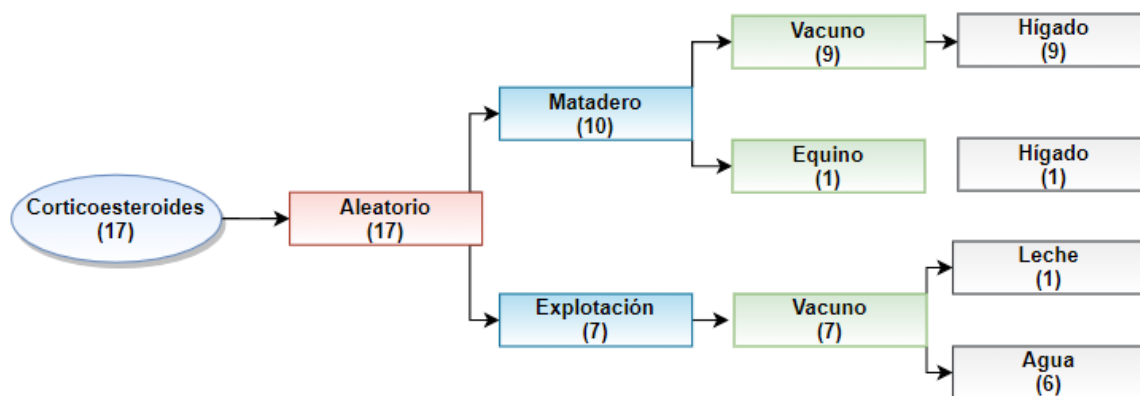 Corticoesteroides
(17)
Aleatorio
(17)
Matadero
(10)
Vacuno
(9)
Hígado
(9)
Equino
(1)
Hígado
(1)
Explotación
(7)
Vacuno
(7)
Leche
(1)
Agua
(6)